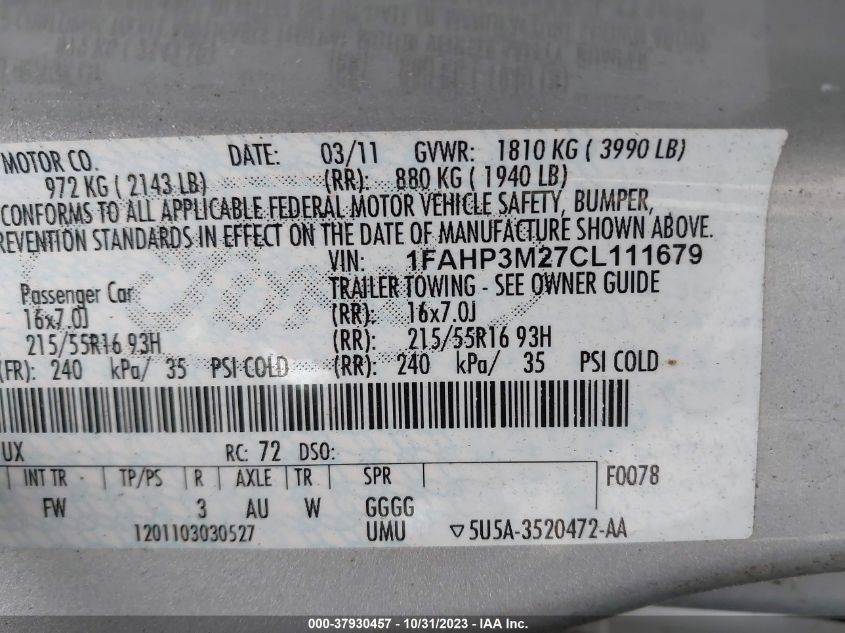 MOTOR CO. DATE: 03/11 GVWR: 1810 KG ( 3990 LB)
972 KG ( 2143 LB) (RR): 880 KG ( 1940 LB)
CONFORMS TO ALL APPLICABLE FEDERAL MOTOR VEHICLE SAFETY, BUMPER,
REVENTION STANDARDS IN EFFECT ON THE DATE OF MANUFACTURE SHOWN ABOVE.
VIN: 1FAHP3M27CL111679
Passenger Car TRAILER TOWING - SEE OWNER GUIDE
16x7.0J (RR): 16x7.0J
215/55R16 93H (RR): 215/55R16 93H
(FR): 240 kPa/ 35 PSI COLD (RR): 240 kPa/ 35 PSI COLD
UX RC: 72 DSO:
INT TR TP/PS R AXLE TR SPR F0078
FW 3 AU W GGGG
1201103030527 UMU ▽5U5A-3520472-AA
000-37930457 - 10/31/2023 - IAA Inc.